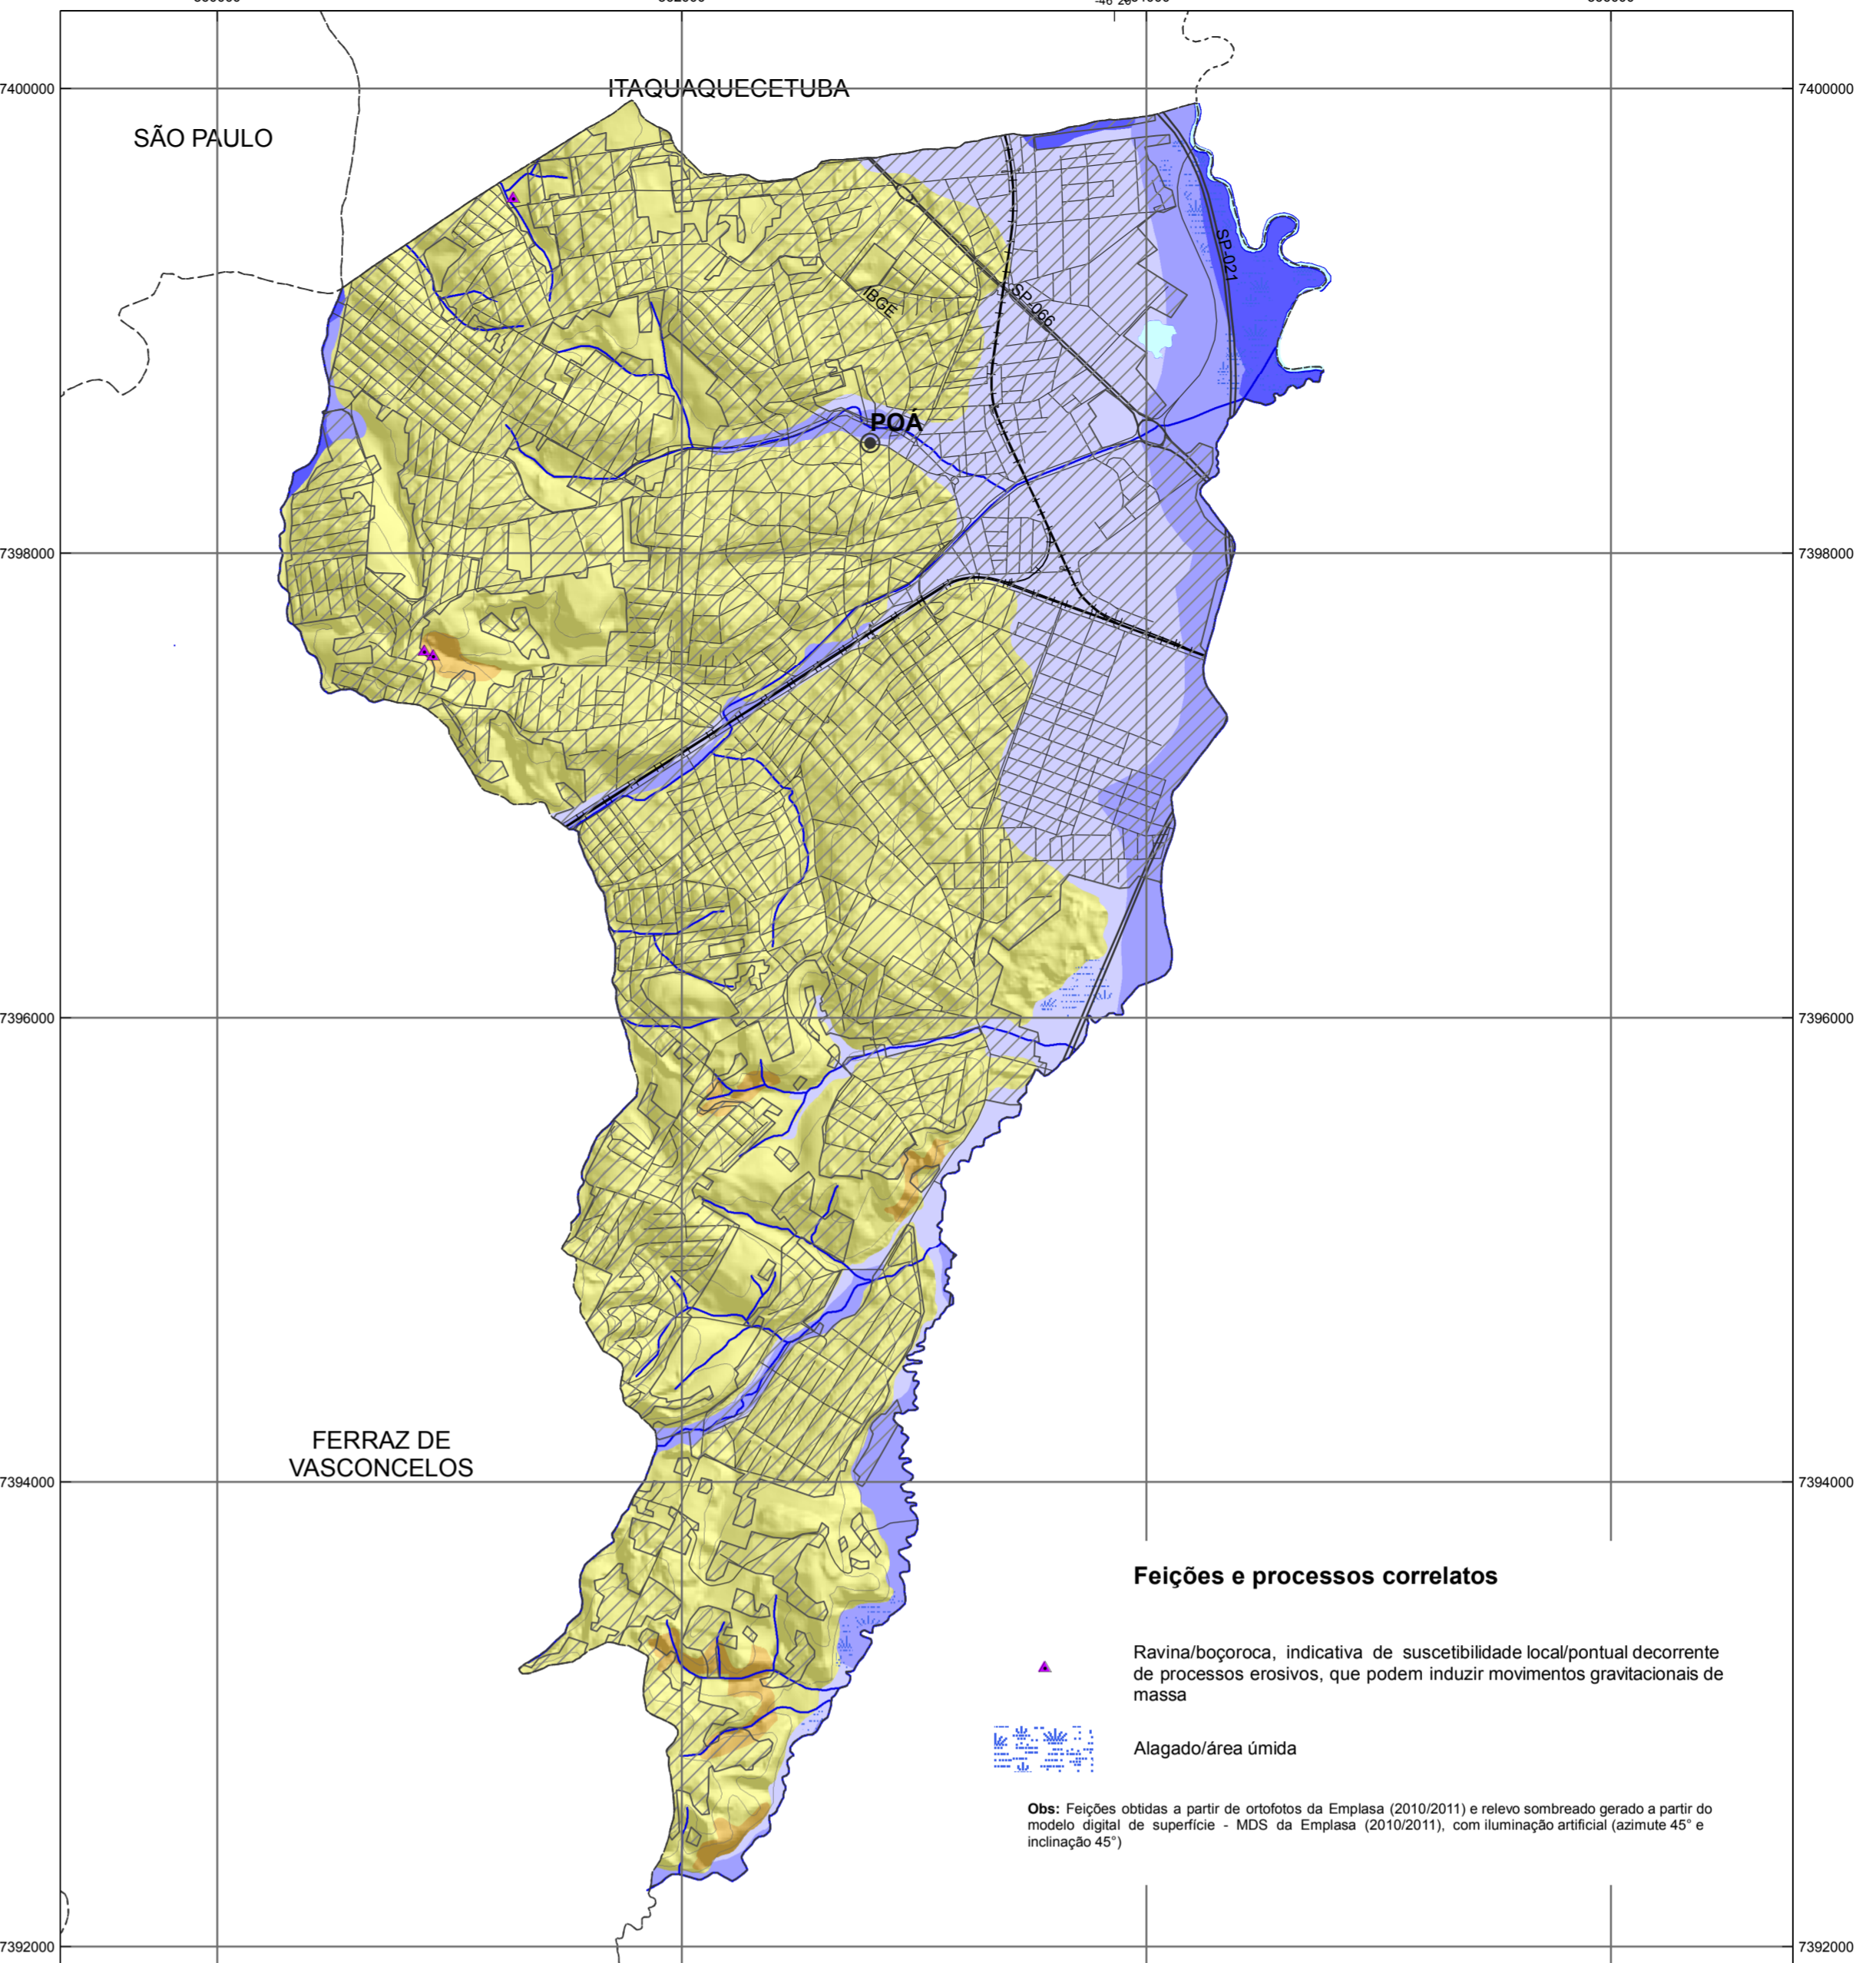 7400000
7400000
ITAQUAQUECETUBA
SÃO PAULO
SP-021
IBGE
SP-066
POÁ
7398000
7398000
7396000
7396000
FERRAZ DE
VASCONCELOS
7394000
7394000
Feições e processos correlatos
Ravina/boçoroca, indicativa de suscetibilidade local/pontual decorrente
de processos erosivos, que podem induzir movimentos gravitacionais de
massa
Alagado/área úmida
Obs: Feições obtidas a partir de ortofotos da Emplasa (2010/2011) e relevo sombreado gerado a partir do
modelo digital de superfície - MDS da Emplasa (2010/2011), com iluminação artificial (azimute 45° e
inclinação 45°)
7392000
7392000